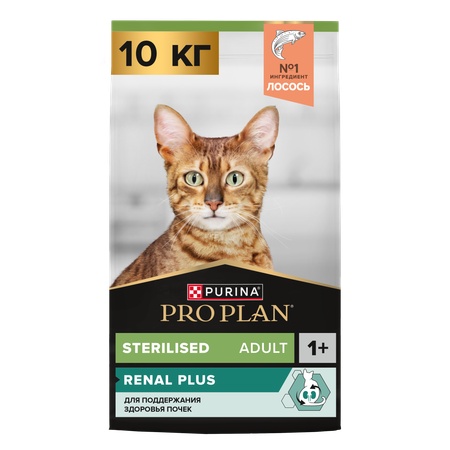 10 КГ
№1
ИНГРЕДИЕНТ
ЛОСОСЬ
PURINA®
PRO PLAN®
STERILISED ADULT 1+
RENAL PLUS
ДЛЯ ПОДДЕРЖАНИЯ
ЗДОРОВЬЯ ПОЧЕК